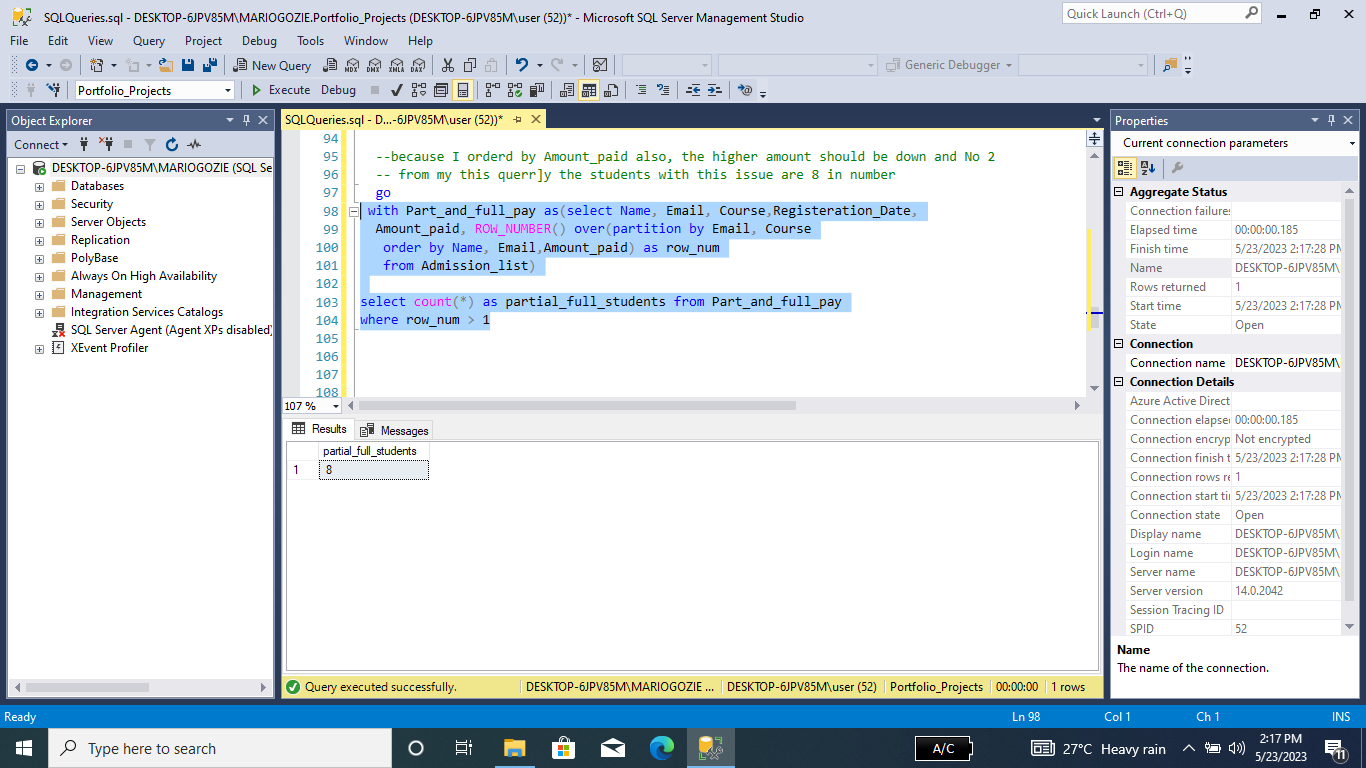 SQLQueries.sql - DESKTOP-6JPV85M\MARIOGOZIE.Portfolio_Projects (DESKTOP-6JPV85M\user (52))* - Microsoft SQL Server Management Studio
Quick Launch (Ctrl+Q)
File Edit View Query Project Debug Tools Window Help
New Query MDX DMX XMLA DAX Generic Debugger
Portfolio_Projects Execute Debug
Object Explorer
Connect
DESKTOP-6JPV85M\MARIOGOZIE (SQL Se
Databases
Security
Server Objects
Replication
PolyBase
Always On High Availability
Management
Integration Services Catalogs
SQL Server Agent (Agent XPs disabled)
XEvent Profiler
SQLQueries.sql - D...-6JPV85M\user (52))*
94
95 --because I orderd by Amount_paid also, the higher amount should be down and No 2
96 -- from my this querr]y the students with this issue are 8 in number
97 go
98 with Part_and_full_pay as(select Name, Email, Course,Registeration_Date,
99 Amount_paid, ROW_NUMBER() over(partition by Email, Course
100 order by Name, Email,Amount_paid) as row_num
101 from Admission_list)
102
103 select count(*) as partial_full_students from Part_and_full_pay
104 where row_num > 1
105
106
107
108
107 %
Results Messages
partial_full_students
1 8
Query executed successfully. DESKTOP-6JPV85M\MARIOGOZIE ... DESKTOP-6JPV85M\user (52) Portfolio_Projects 00:00:00 1 rows
Properties
Current connection parameters
Aggregate Status
Connection failures
Elapsed time 00:00:00.185
Finish time 5/23/2023 2:17:28 PM
Name DESKTOP-6JPV85M\
Rows returned 1
Start time 5/23/2023 2:17:28 PM
State Open
Connection
Connection name DESKTOP-6JPV85M\
Connection Details
Azure Active Direct
Connection elapse 00:00:00.185
Connection encryp Not encrypted
Connection finish t 5/23/2023 2:17:28 PM
Connection rows re 1
Connection start tir 5/23/2023 2:17:28 PM
Connection state Open
Display name DESKTOP-6JPV85M\
Login name DESKTOP-6JPV85M\
Server name DESKTOP-6JPV85M\
Server version 14.0.2042
Session Tracing ID
SPID 52
Name
The name of the connection.
Ready Ln 98 Col 1 Ch 1 INS
Type here to search
A/C
27°C Heavy rain
2:17 PM
5/23/2023
11